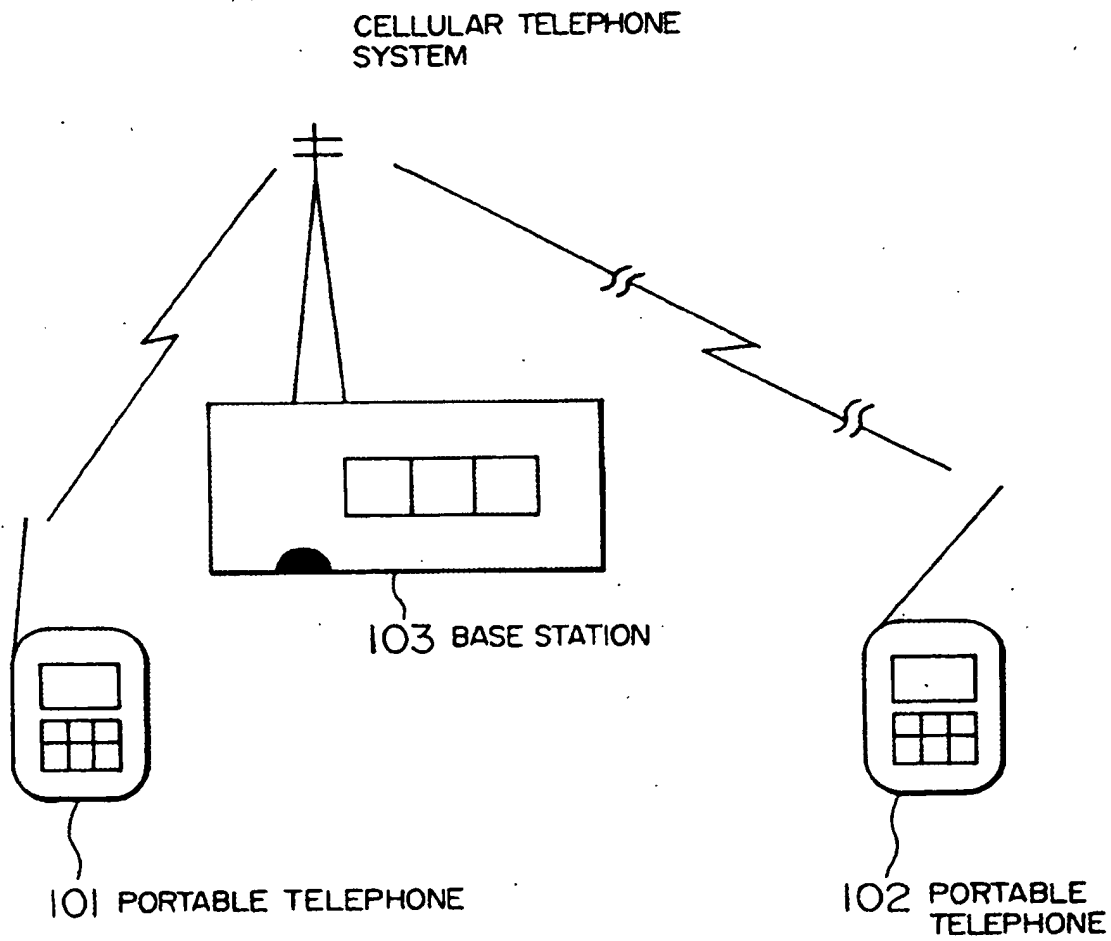 CELLULAR TELEPHONE
SYSTEM
103 BASE STATION
101 PORTABLE TELEPHONE
102 PORTABLE
TELEPHONE